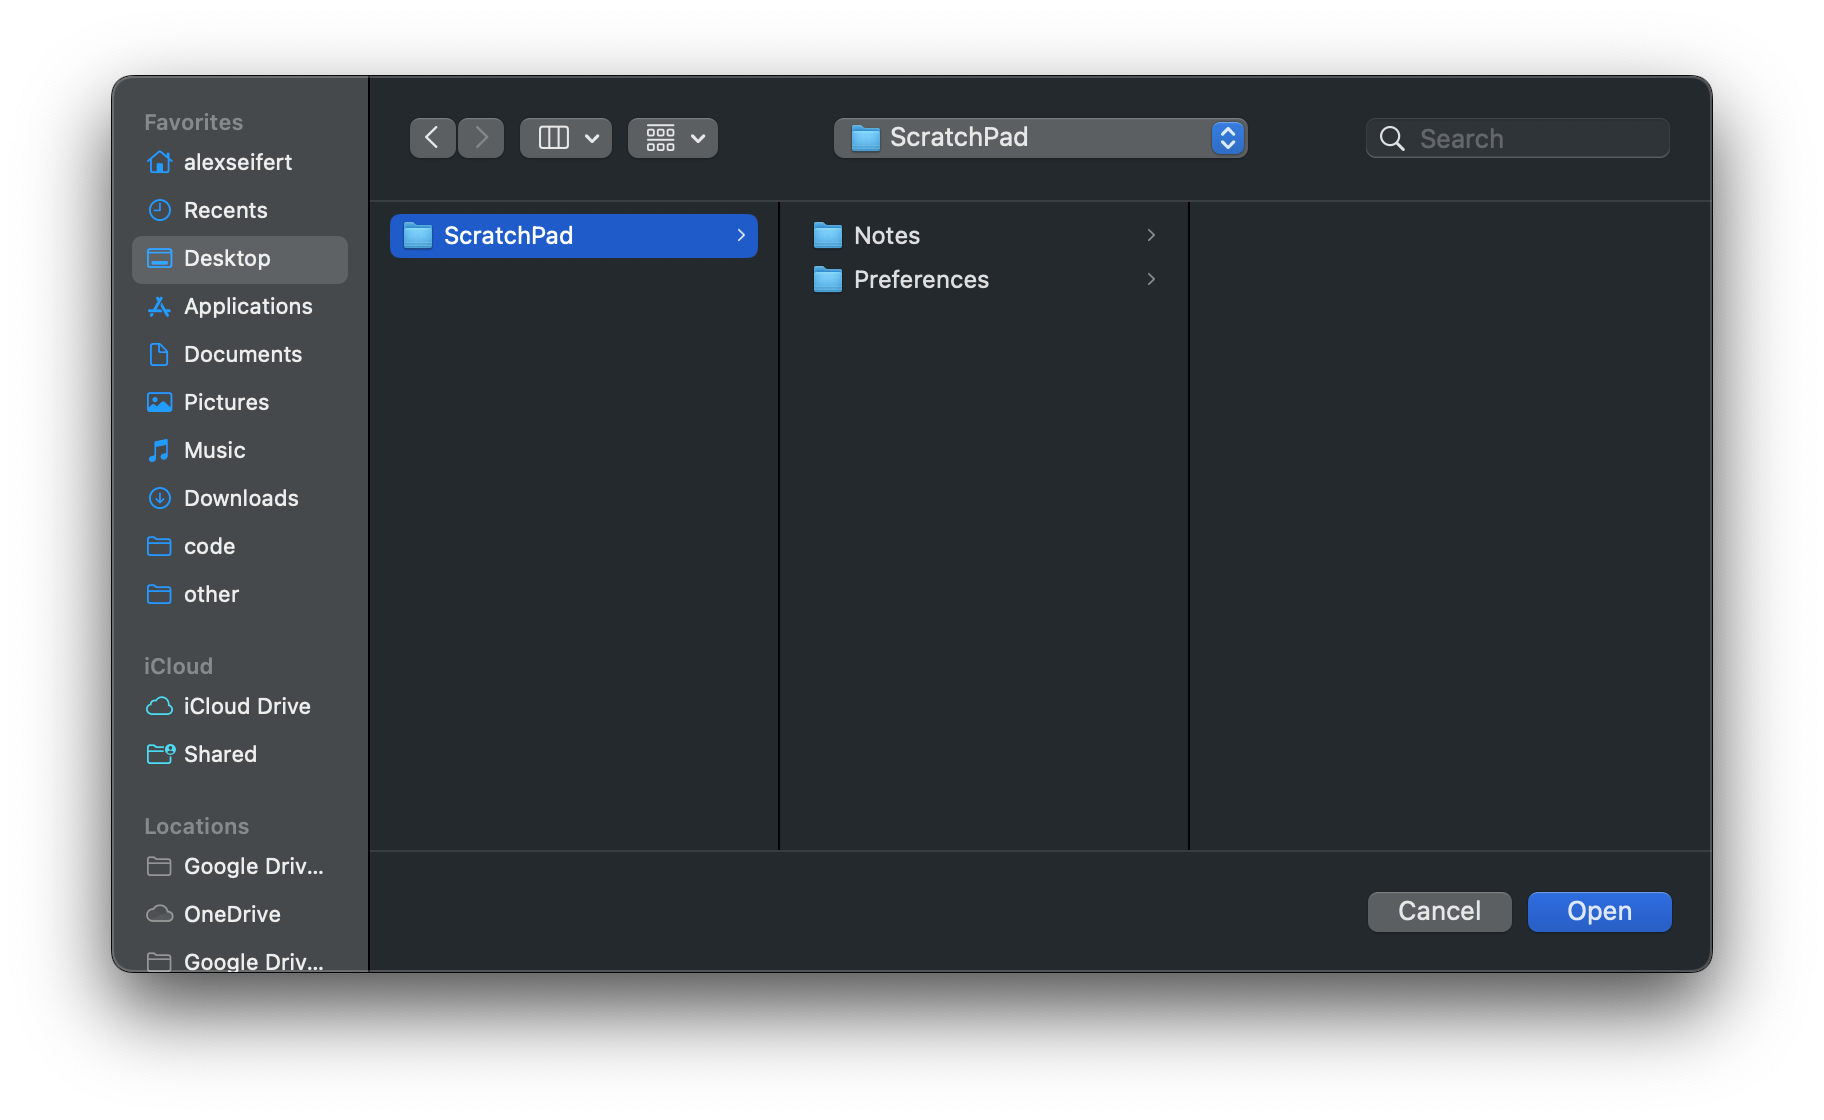 Favorites
alexseifert
Recents
Desktop
Applications
Documents
Pictures
Music
Downloads
code
other
iCloud
iCloud Drive
Shared
Locations
Google Driv...
OneDrive
Google Driv...
ScratchPad
Search
ScratchPad
Notes
Preferences
Cancel
Open